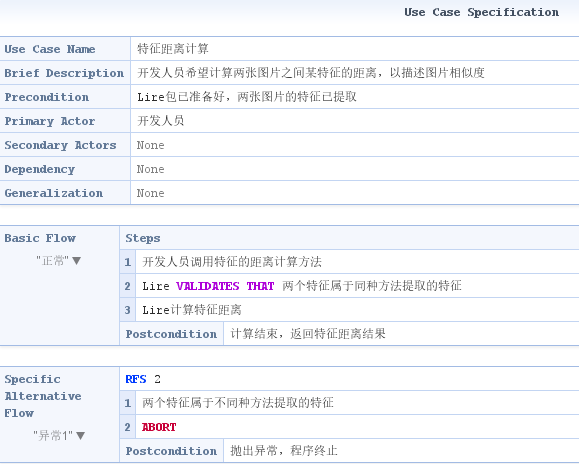 Use Case Specification
Use Case Name 特征距离计算
Brief Description 开发人员希望计算两张图片之间某特征的距离，以描述图片相似度
Precondition Lire包已准备好，两张图片的特征已提取
Primary Actor 开发人员
Secondary Actors None
Dependency None
Generalization None
Basic Flow Steps
"正常" ▼
1 开发人员调用特征的距离计算方法
2 Lire VALIDATES THAT 两个特征属于同种方法提取的特征
3 Lire计算特征距离
Postcondition 计算结束，返回特征距离结果
Specific Alternative Flow
"异常1" ▼
RFS 2
1 两个特征属于不同种方法提取的特征
2 ABORT
Postcondition 抛出异常，程序终止